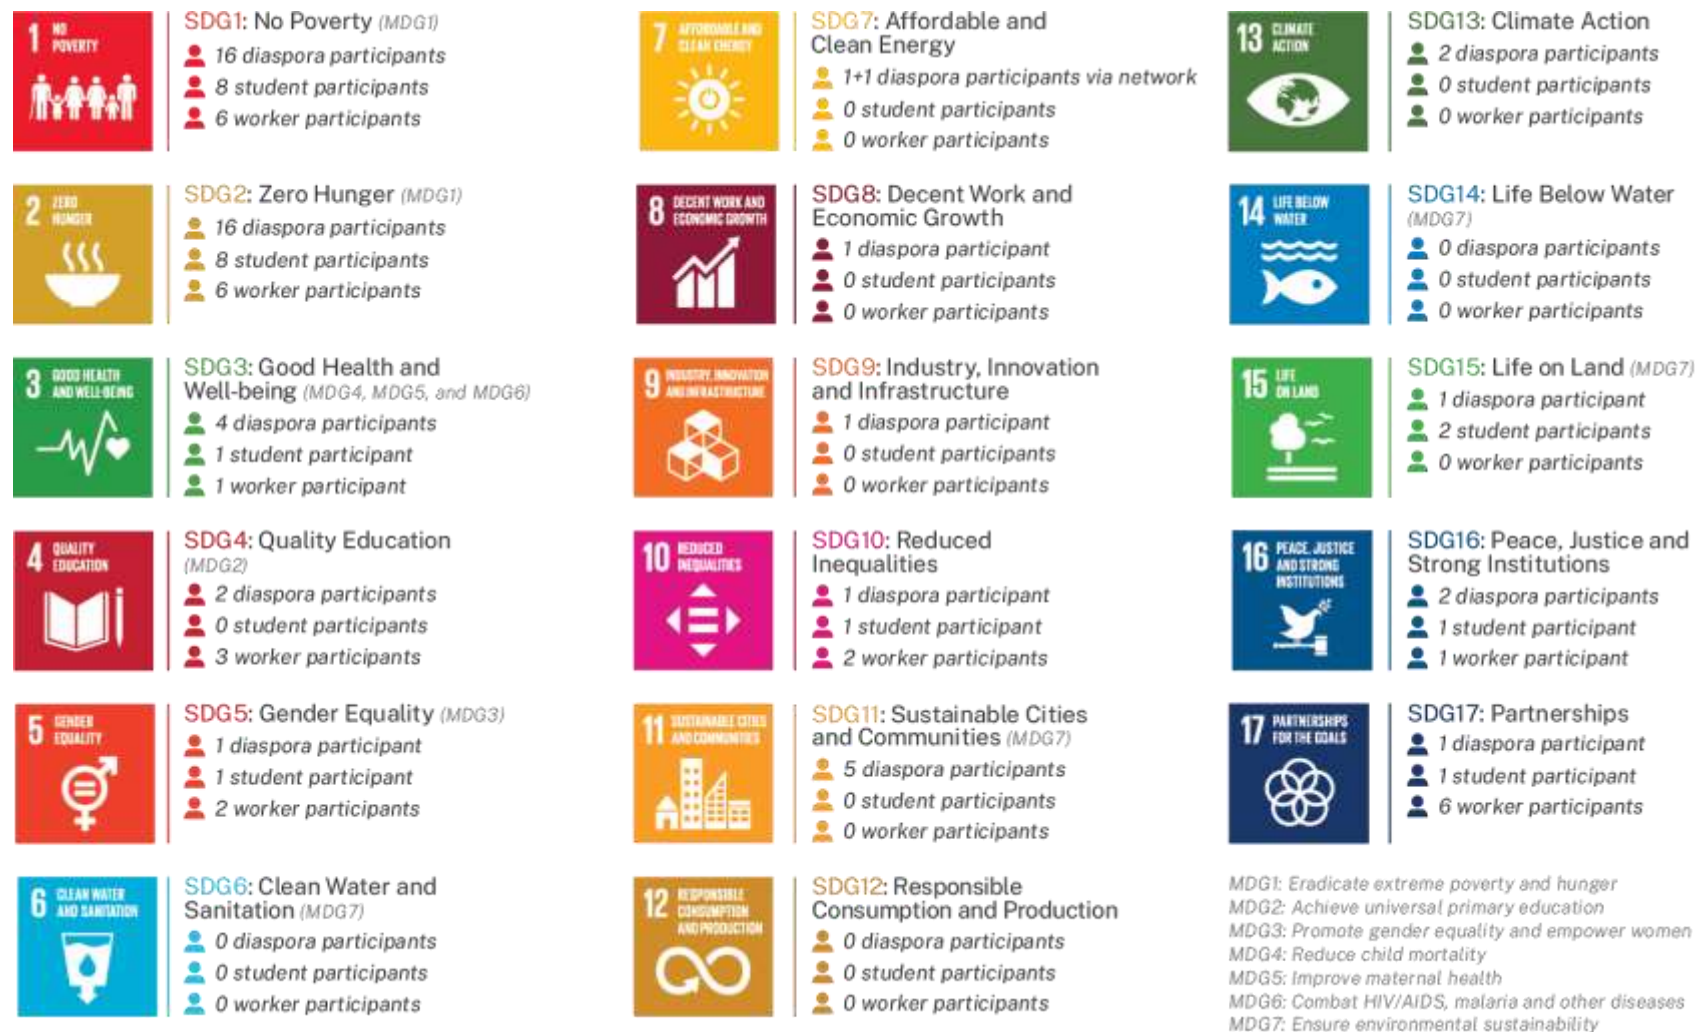 1 NO
POVERTY
SDG1: No Poverty (MDG1)
16 diaspora participants
8 student participants
6 worker participants
2 ZERO
HUNGER
SDG2: Zero Hunger (MDG1)
16 diaspora participants
8 student participants
6 worker participants
3 GOOD HEALTH
AND WELL-BEING
SDG3: Good Health and
Well-being (MDG4, MDG5, and MDG6)
4 diaspora participants
1 student participant
1 worker participant
4 QUALITY
EDUCATION
SDG4: Quality Education
(MDG2)
2 diaspora participants
0 student participants
3 worker participants
5 GENDER
EQUALITY
SDG5: Gender Equality (MDG3)
1 diaspora participant
1 student participant
2 worker participants
6 CLEAN WATER
AND SANITATION
SDG6: Clean Water and
Sanitation (MDG7)
0 diaspora participants
0 student participants
0 worker participants
7 AFFORDABLE AND
CLEAN ENERGY
SDG7: Affordable and
Clean Energy
1+1 diaspora participants via network
0 student participants
0 worker participants
8 DECENT WORK AND
ECONOMIC GROWTH
SDG8: Decent Work and
Economic Growth
1 diaspora participant
0 student participants
0 worker participants
9 INDUSTRY, INNOVATION
AND INFRASTRUCTURE
SDG9: Industry, Innovation
and Infrastructure
1 diaspora participant
0 student participants
0 worker participants
10 REDUCED
INEQUALITIES
SDG10: Reduced
Inequalities
1 diaspora participant
1 student participant
2 worker participants
11 SUSTAINABLE CITIES
AND COMMUNITIES
SDG11: Sustainable Cities
and Communities (MDG7)
5 diaspora participants
0 student participants
0 worker participants
12 RESPONSIBLE
CONSUMPTION
AND PRODUCTION
SDG12: Responsible
Consumption and Production
0 diaspora participants
0 student participants
0 worker participants
13 CLIMATE
ACTION
SDG13: Climate Action
2 diaspora participants
0 student participants
0 worker participants
14 LIFE BELOW
WATER
SDG14: Life Below Water
(MDG7)
0 diaspora participants
0 student participants
0 worker participants
15 LIFE
ON LAND
SDG15: Life on Land (MDG7)
1 diaspora participant
2 student participants
0 worker participants
16 PEACE, JUSTICE
AND STRONG
INSTITUTIONS
SDG16: Peace, Justice and
Strong Institutions
2 diaspora participants
1 student participant
1 worker participant
17 PARTNERSHIPS
FOR THE GOALS
SDG17: Partnerships
1 diaspora participant
1 student participant
6 worker participants
MDG1: Eradicate extreme poverty and hunger
MDG2: Achieve universal primary education
MDG3: Promote gender equality and empower women
MDG4: Reduce child mortality
MDG5: Improve maternal health
MDG6: Combat HIV/AIDS, malaria and other diseases
MDG7: Ensure environmental sustainability